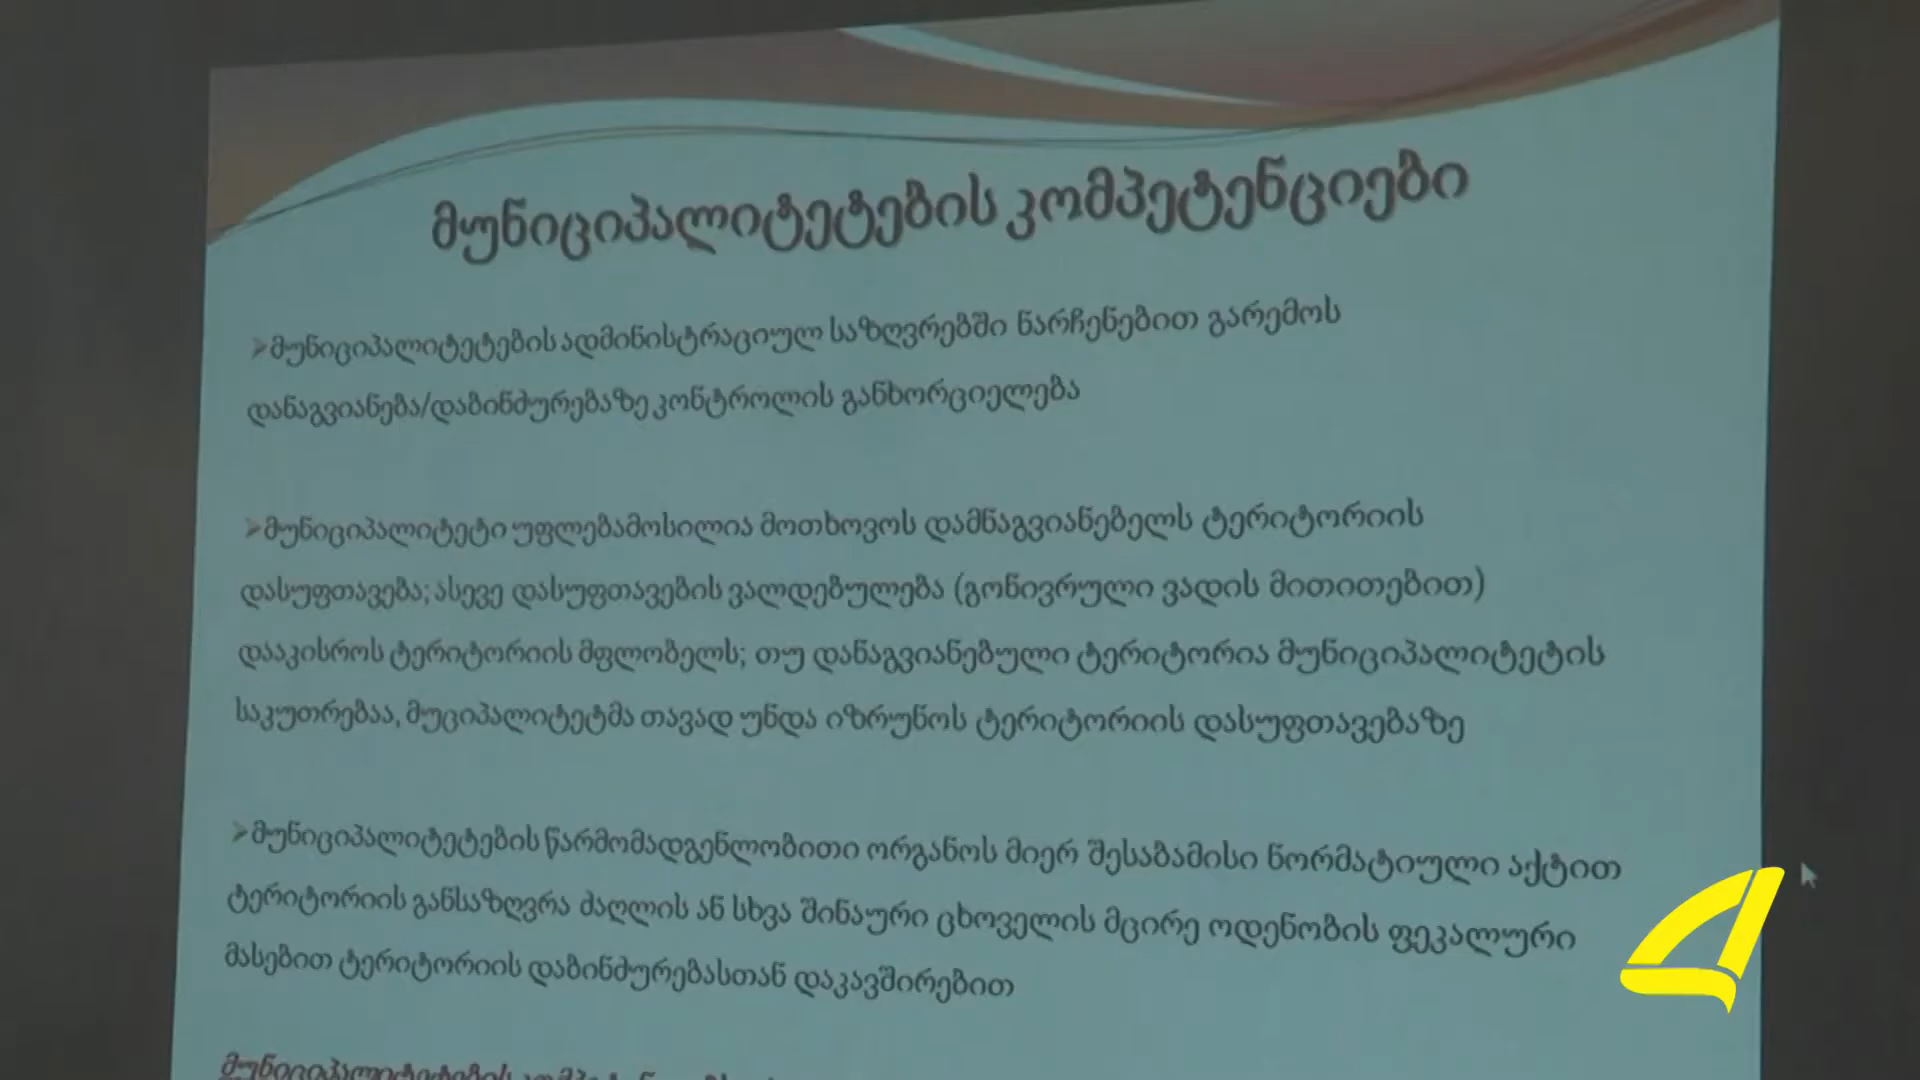 მუნიციპალიტეტების კომპეტენციები
➢მუნიციპალიტეტების ადმინისტრაციულ საზღვრებში ნარჩენებით გარემოს
დანაგვიანება/დაბინძურებაზე კონტროლის განხორციელება
➢მუნიციპალიტეტი უფლებამოსილია მოთხოვოს დამნაგვიანებელს ტერიტორიის
დასუფთავება; ასევე დასუფთავების ვალდებულება (გონივრული ვადის მითითებით)
დააკისროს ტერიტორიის მფლობელს; თუ დანაგვიანებული ტერიტორია მუნიციპალიტეტის
საკუთრებაა, მუციპალიტეტმა თავად უნდა იზრუნოს ტერიტორიის დასუფთავებაზე
➢მუნიციპალიტეტების წარმომადგენლობითი ორგანოს მიერ შესაბამისი ნორმატიული აქტით
ტერიტორიის განსაზღვრა ძაღლის ან სხვა შინაური ცხოველის მცირე ოდენობის ფეკალური
მასებით ტერიტორიის დაბინძურებასთან დაკავშირებით
მუნიციპალიტეტების